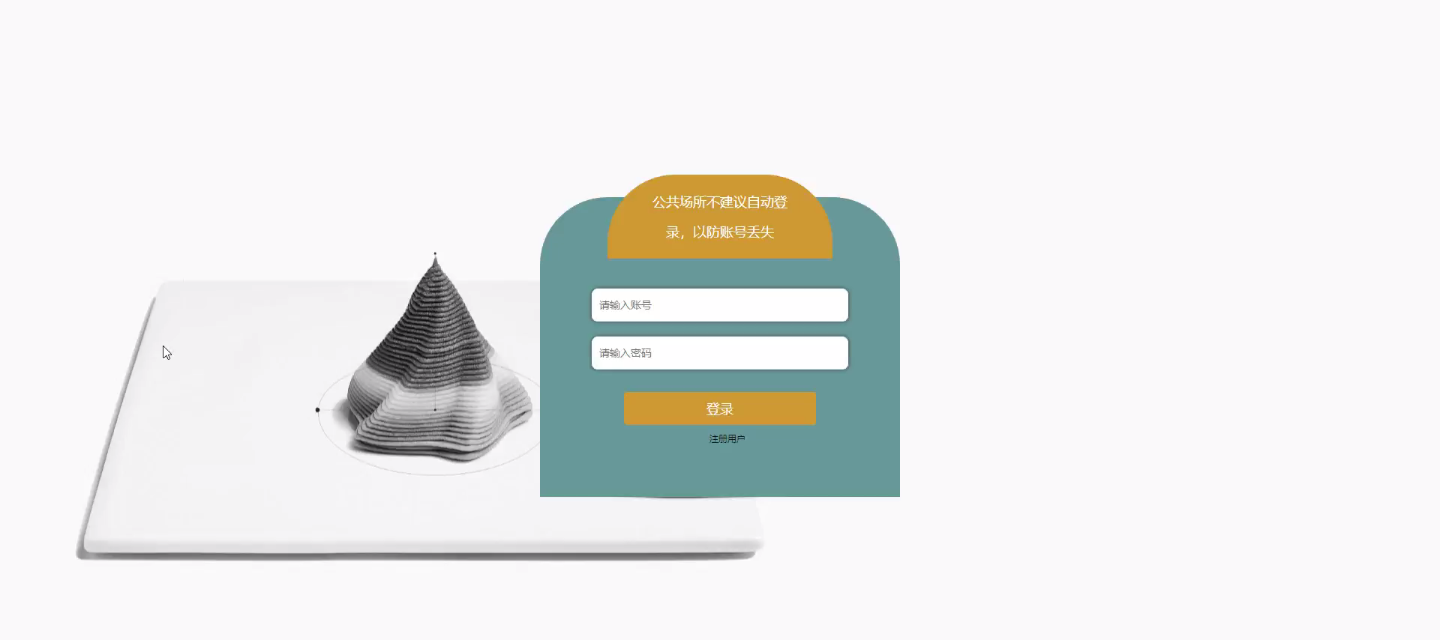 公共场所不建议自动登
录，以防账号丢失
请输入账号
请输入密码
登录
注册用户